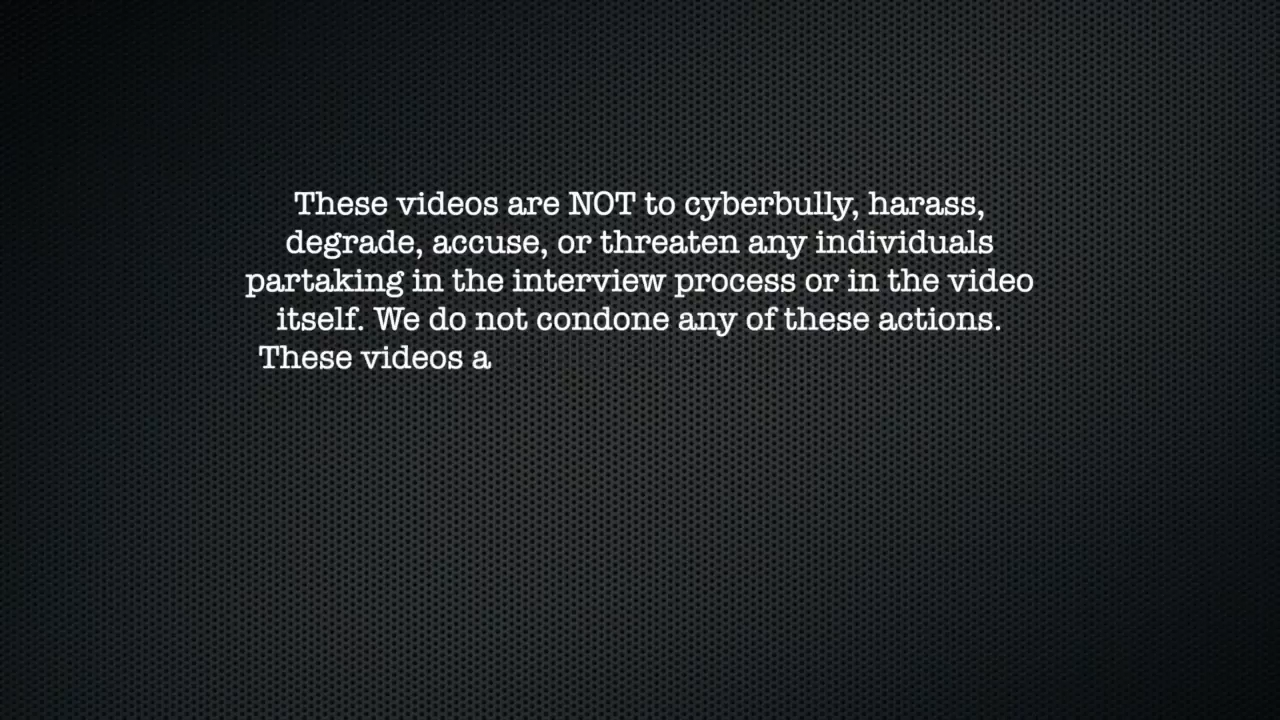 These videos are NOT to cyberbully, harass,
degrade, accuse, or threaten any individuals
partaking in the interview process or in the video
itself. We do not condone any of these actions.
These videos a